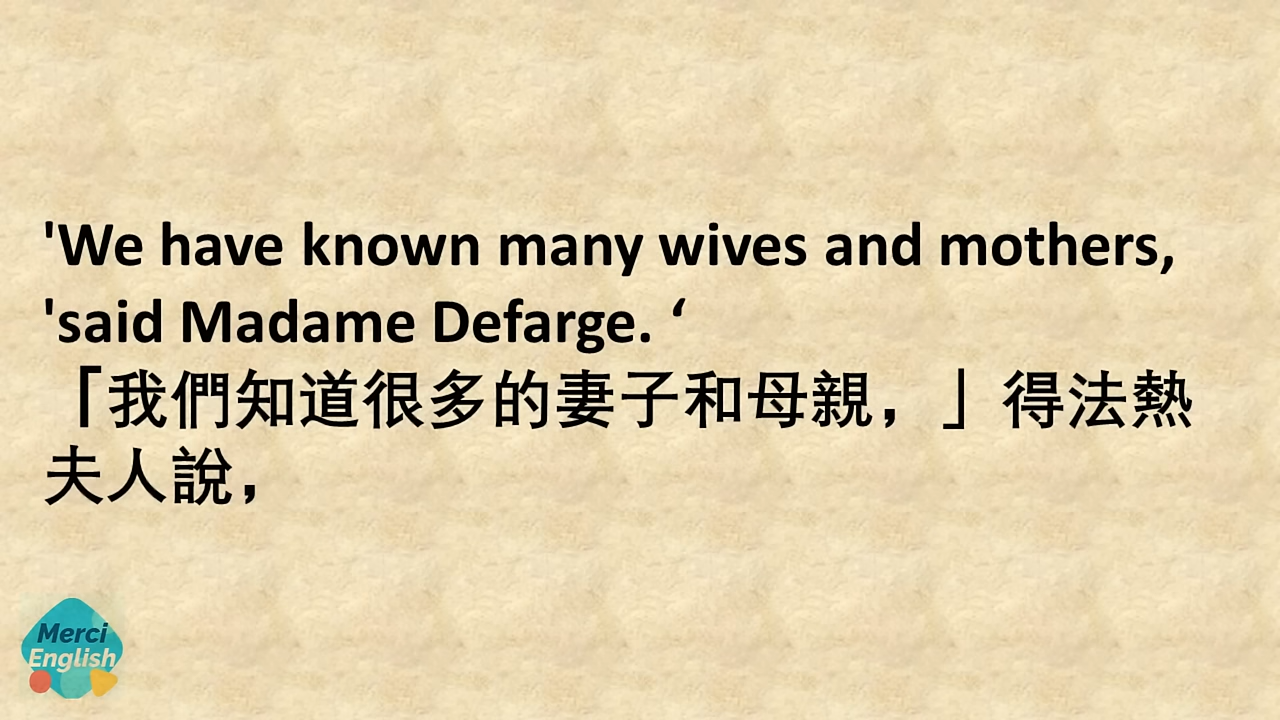 'We have known many wives and mothers,
'said Madame Defarge. ‘
「我們知道很多的妻子和母親，」得法熱
夫人說，
Merci
English